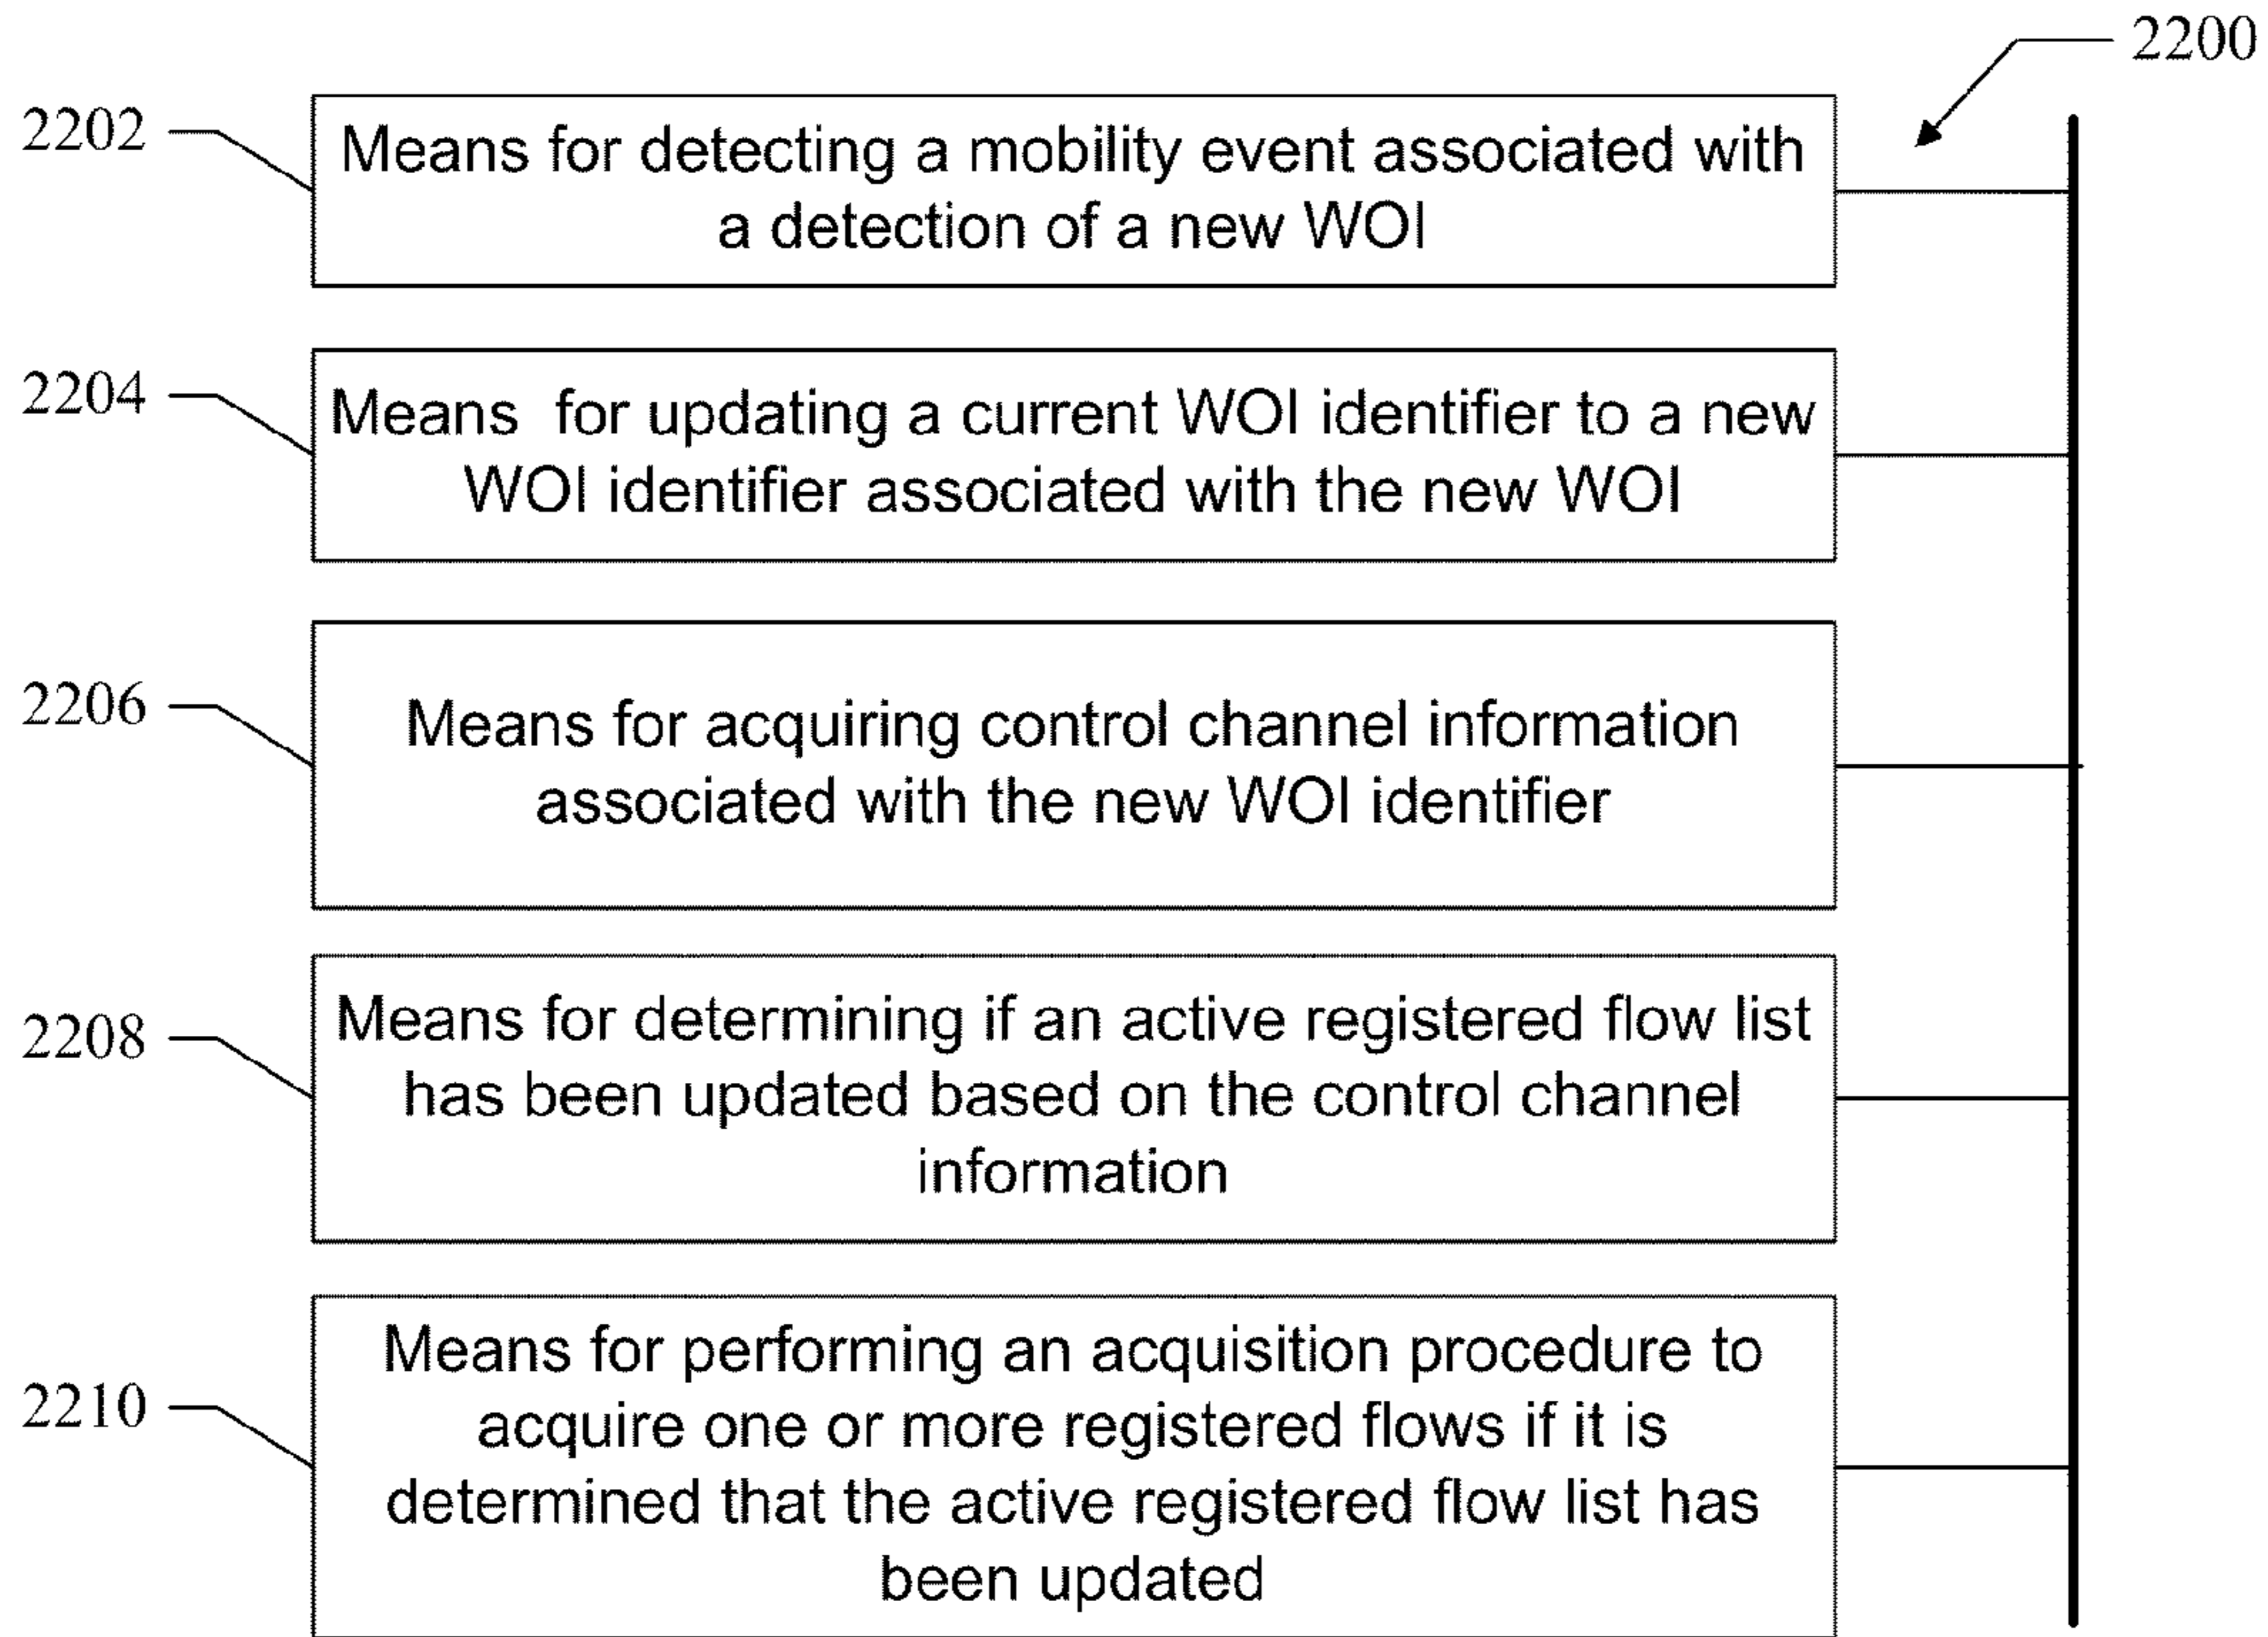 2200
2202
Means for detecting a mobility event associated with
a detection of a new WOI
2204
Means for updating a current WOI identifier to a new
WOI identifier associated with the new WOI
2206
Means for acquiring control channel information
associated with the new WOI identifier
2208
Means for determining if an active registered flow list
has been updated based on the control channel
information
2210
Means for performing an acquisition procedure to
acquire one or more registered flows if it is
determined that the active registered flow list has
been updated